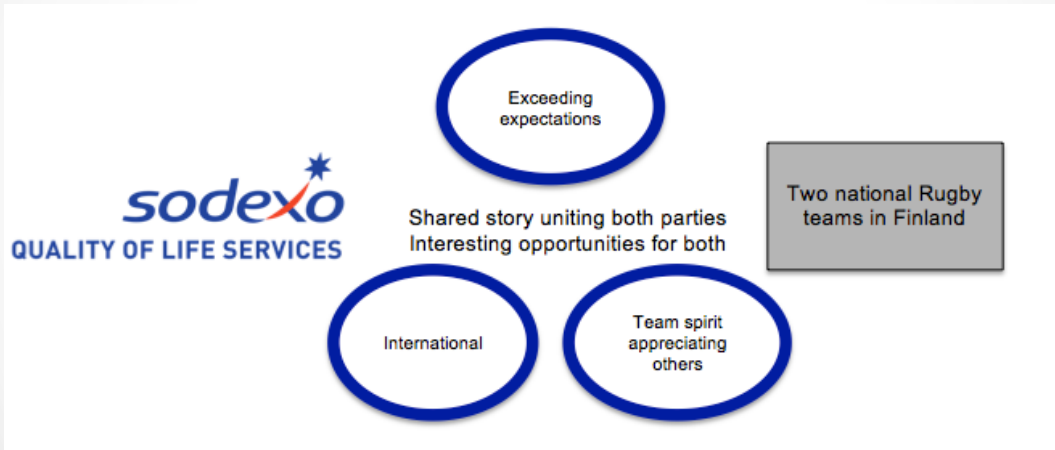 Exceeding
expectations
sodexo
QUALITY OF LIFE SERVICES
Shared story uniting both parties
Interesting opportunities for both
Two national Rugby
teams in Finland
International
Team spirit
appreciating
others